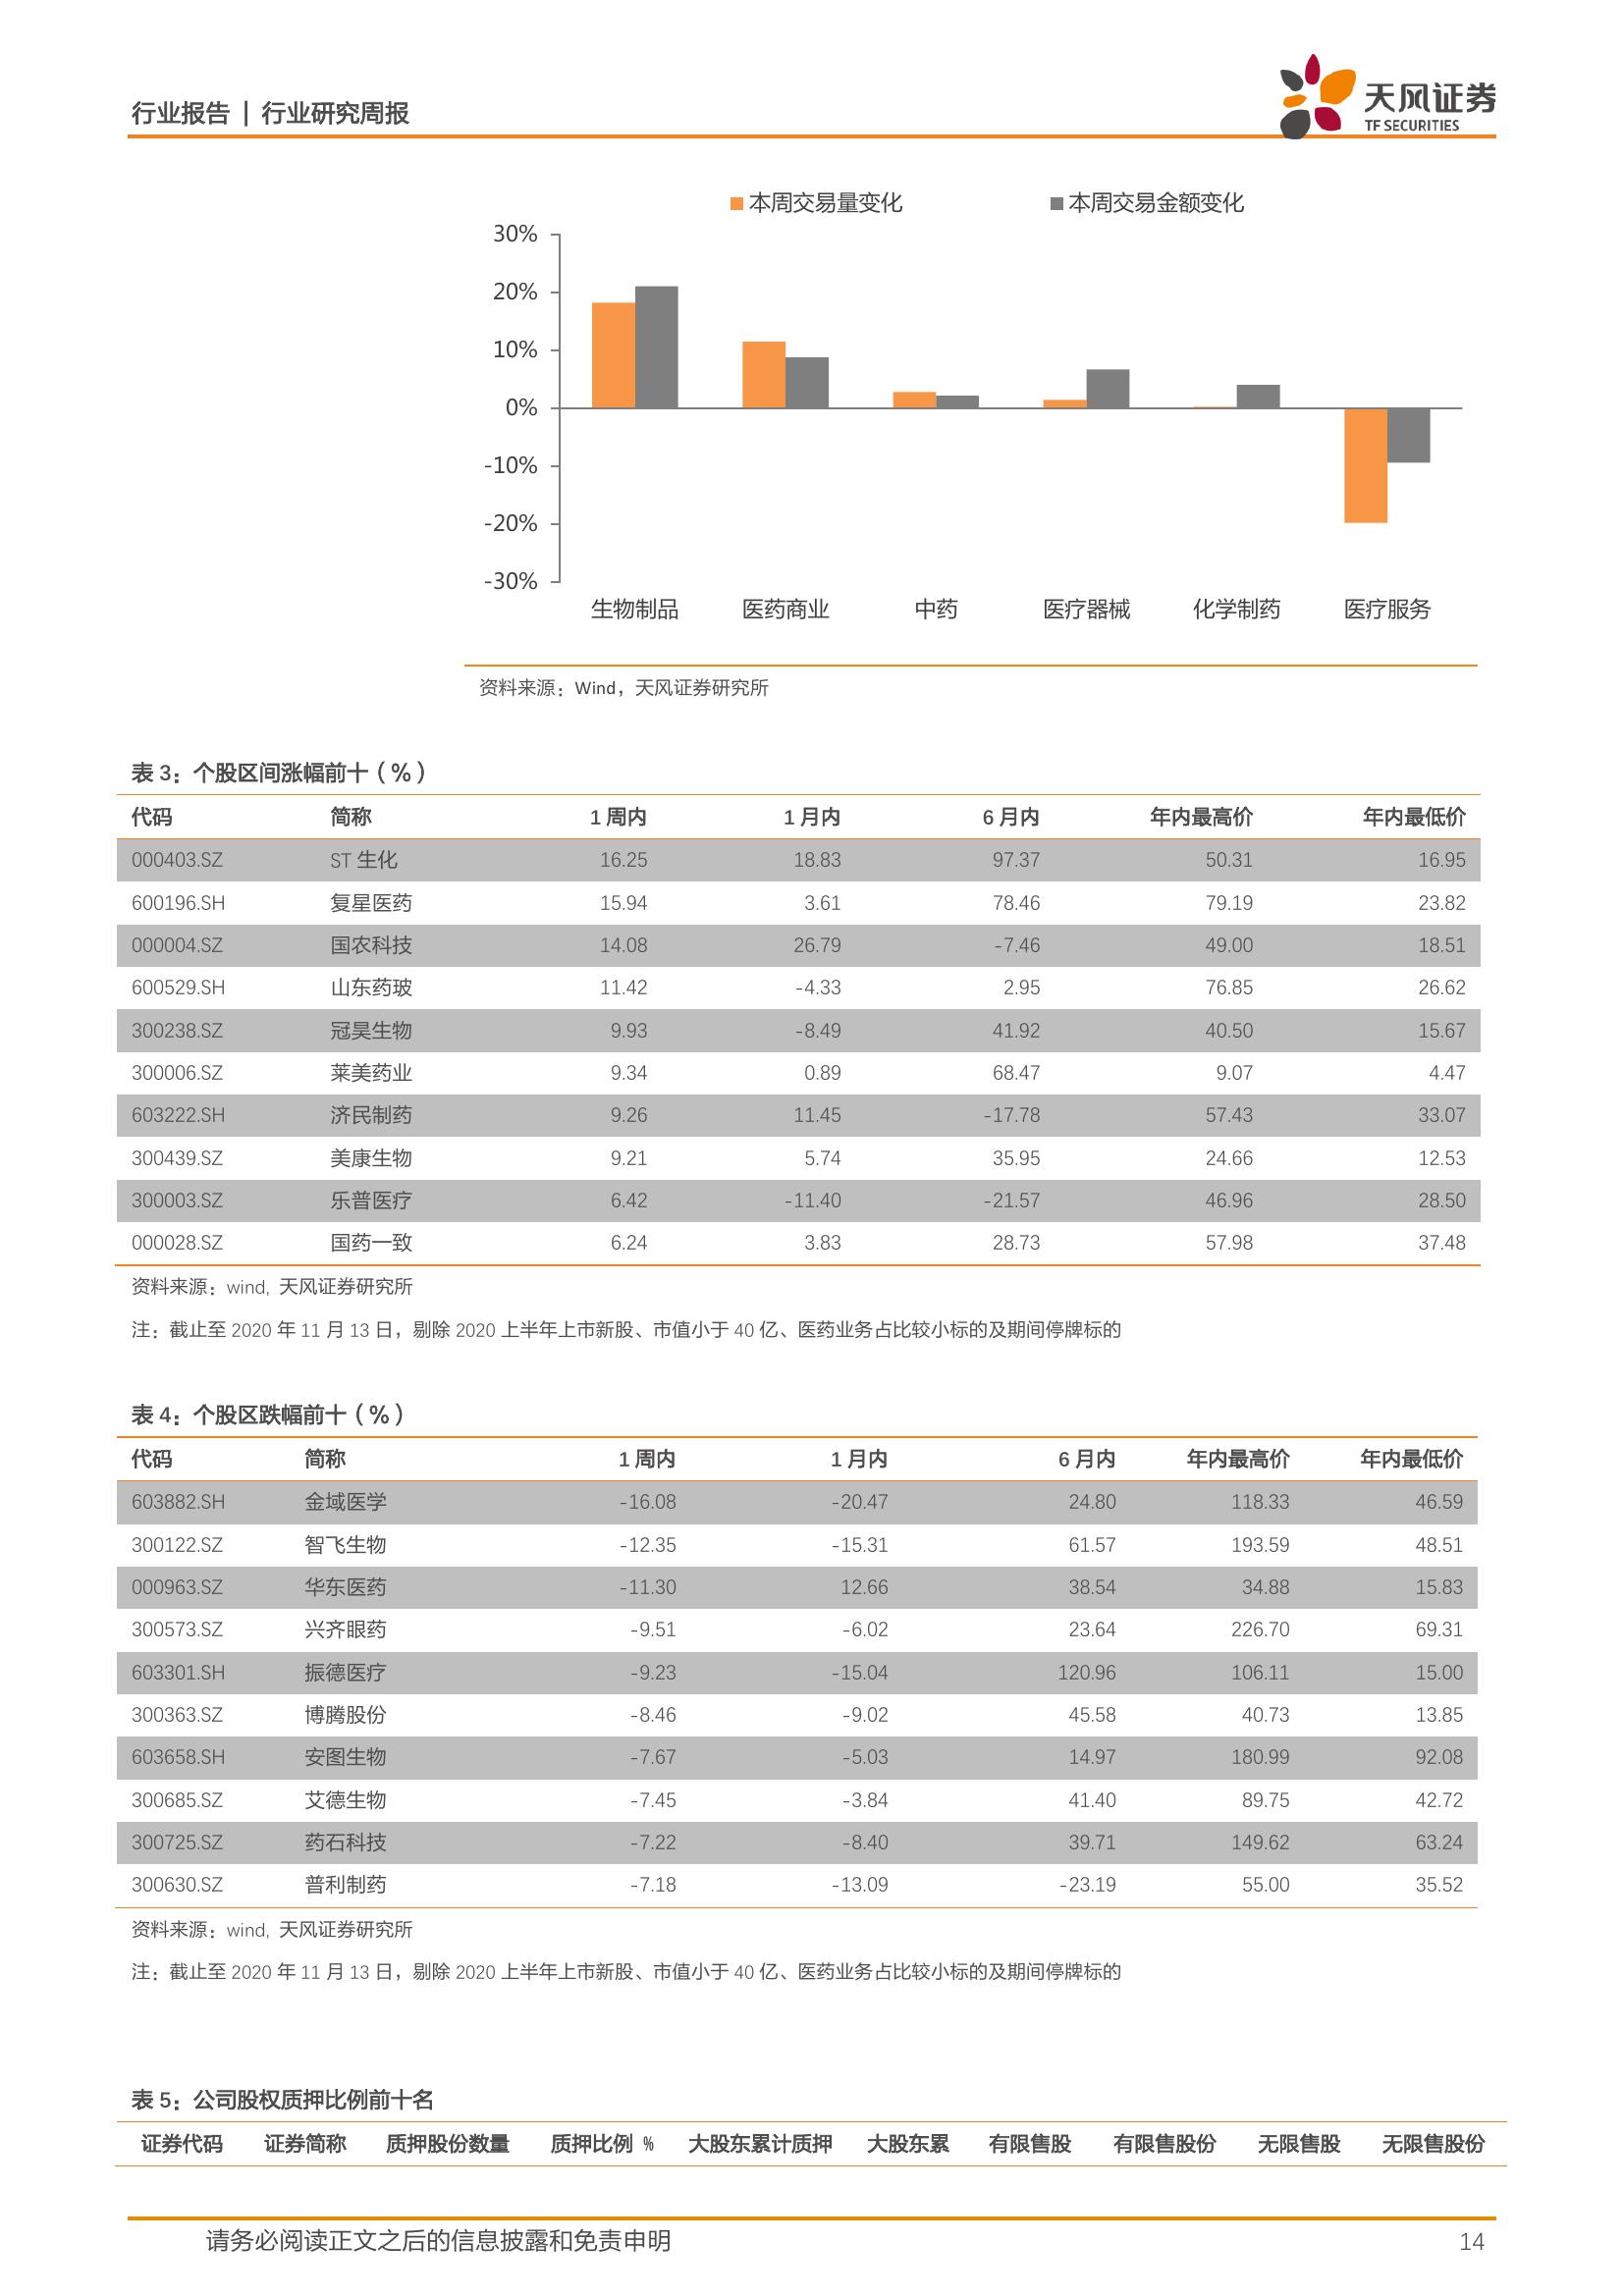 行业报告 | 行业研究周报
天风证券
TF SECURITIES
本周交易量变化 本周交易金额变化
30%
20%
10%
0%
-10%
-20%
-30%
生物制品 医药商业 中药 医疗器械 化学制药 医疗服务
资料来源：Wind，天风证券研究所
表 3：个股区间涨幅前十（%）
代码 简称 1 周内 1 月内 6 月内 年内最高价 年内最低价
000403.SZ ST 生化 16.25 18.83 97.37 50.31 16.95
600196.SH 复星医药 15.94 3.61 78.46 79.19 23.82
000004.SZ 国农科技 14.08 26.79 -7.46 49.00 18.51
600529.SH 山东药玻 11.42 -4.33 2.95 76.85 26.62
300238.SZ 冠昊生物 9.93 -8.49 41.92 40.50 15.67
300006.SZ 莱美药业 9.34 0.89 68.47 9.07 4.47
603222.SH 济民制药 9.26 11.45 -17.78 57.43 33.07
300439.SZ 美康生物 9.21 5.74 35.95 24.66 12.53
300003.SZ 乐普医疗 6.42 -11.40 -21.57 46.96 28.50
000028.SZ 国药一致 6.24 3.83 28.73 57.98 37.48
资料来源：wind, 天风证券研究所
注：截止至 2020 年 11 月 13 日，剔除 2020 上半年上市新股、市值小于 40 亿、医药业务占比较小标的及期间停牌标的
表 4：个股区跌幅前十（%）
代码 简称 1 周内 1 月内 6 月内 年内最高价 年内最低价
603882.SH 金域医学 -16.08 -20.47 24.80 118.33 46.59
300122.SZ 智飞生物 -12.35 -15.31 61.57 193.59 48.51
000963.SZ 华东医药 -11.30 12.66 38.54 34.88 15.83
300573.SZ 兴齐眼药 -9.51 -6.02 23.64 226.70 69.31
603301.SH 振德医疗 -9.23 -15.04 120.96 106.11 15.00
300363.SZ 博腾股份 -8.46 -9.02 45.58 40.73 13.85
603658.SH 安图生物 -7.67 -5.03 14.97 180.99 92.08
300685.SZ 艾德生物 -7.45 -3.84 41.40 89.75 42.72
300725.SZ 药石科技 -7.22 -8.40 39.71 149.62 63.24
300630.SZ 普利制药 -7.18 -13.09 -23.19 55.00 35.52
资料来源：wind, 天风证券研究所
注：截止至 2020 年 11 月 13 日，剔除 2020 上半年上市新股、市值小于 40 亿、医药业务占比较小标的及期间停牌标的
表 5：公司股权质押比例前十名
证券代码 证券简称 质押股份数量 质押比例 % 大股东累计质押 大股东累 有限售股 有限售股份 无限售股 无限售股份
请务必阅读正文之后的信息披露和免责申明 14